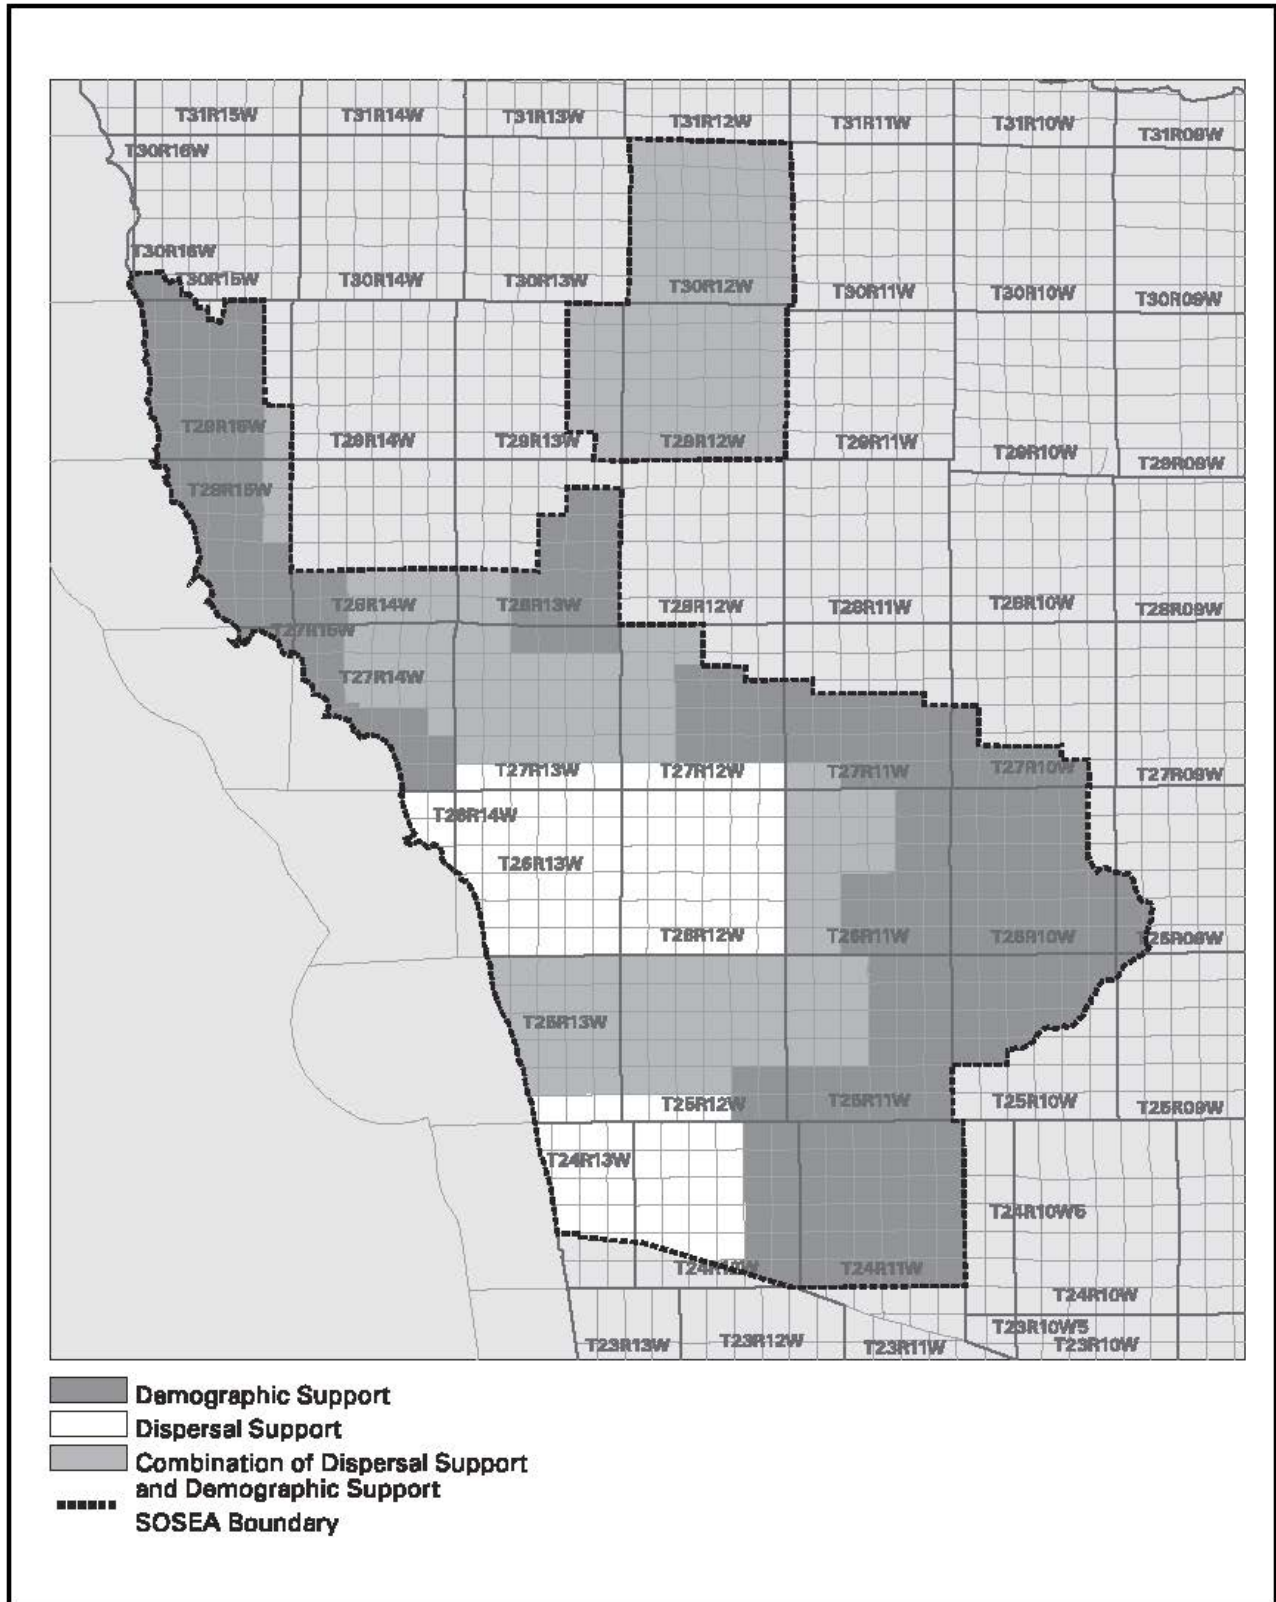 T31R15W T31R14W T31R13W T31R12W T31R11W T31R10W T31R09W
T30R16W
T30R16W
T30R15W T30R14W T30R13W T30R12W T30R11W T30R10W T30R09W
T29R15W T29R14W T29R13W T29R12W T29R11W T29R10W T29R09W
T28R15W
T28R14W T28R13W T28R12W T28R11W T28R10W T28R09W
T27R15W
T27R14W
T27R13W T27R12W T27R11W T27R10W T27R09W
T26R14W
T26R13W
T26R12W T26R11W T26R10W T26R09W
T25R13W
T25R12W T25R11W T25R10W T25R09W
T24R13W
T24R10W5
T24R12W T24R11W
T24R10W
T23R10W5
T23R13W T23R12W T23R11W T23R10W
Demographic Support
Dispersal Support
Combination of Dispersal Support
and Demographic Support
SOSEA Boundary